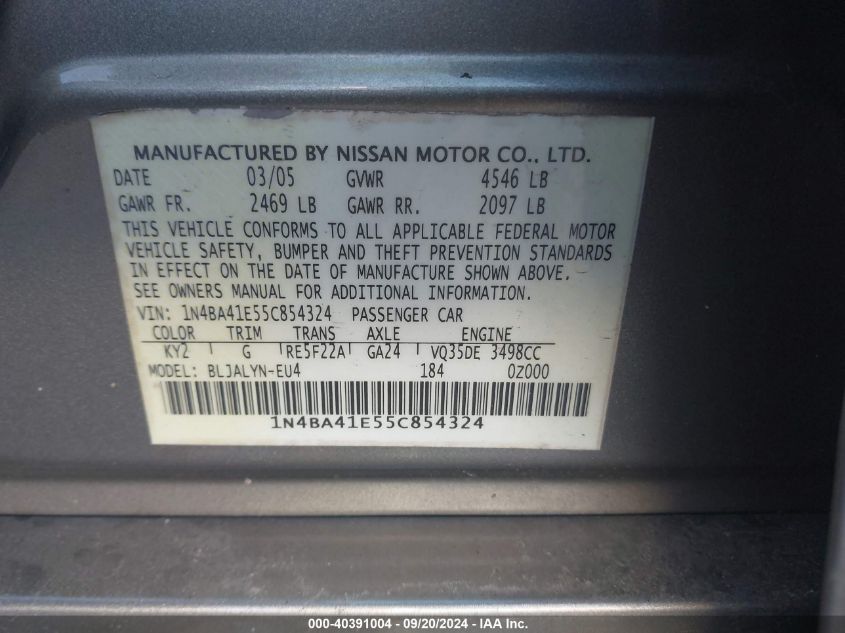 MANUFACTURED BY NISSAN MOTOR CO., LTD.
DATE 03/05 GVWR 4546 LB
GAWR FR. 2469 LB GAWR RR. 2097 LB
THIS VEHICLE CONFORMS TO ALL APPLICABLE FEDERAL MOTOR
VEHICLE SAFETY, BUMPER AND THEFT PREVENTION STANDARDS
IN EFFECT ON THE DATE OF MANUFACTURE SHOWN ABOVE.
SEE OWNERS MANUAL FOR ADDITIONAL INFORMATION.
VIN: 1N4BA41E55C854324 PASSENGER CAR
COLOR TRIM TRANS AXLE ENGINE
KY2 G RE5F22A GA24 VQ35DE 3498CC
MODEL: BLJALYN-EU4 184 0Z000
1N4BA41E55C854324
000-40391004 - 09/20/2024 - IAA Inc.